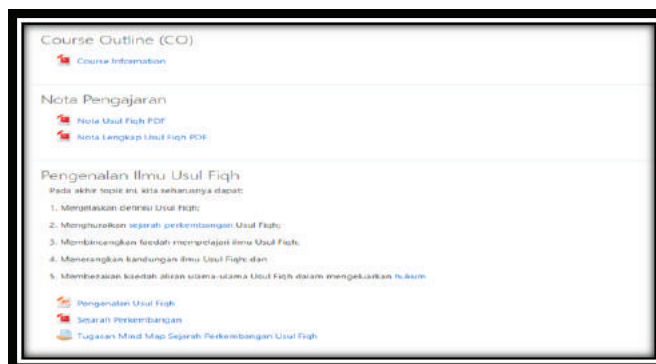 Course Outline (CO)
Course Information
Nota Pengajaran
Nota Usul Fiqh PDF
Nota Lengkap Usul Fiqh PDF
Pengenalan Ilmu Usul Fiqh
Pada akhir topik ini, kita seharusnya dapat:
1. Menjelaskan definisi Usul Fiqh;
2. Menghuraikan sejarah perkembangan Usul Fiqh;
3. Membincangkan faedah mempelajari ilmu Usul Fiqh;
4. Menerangkan kandungan ilmu Usul Fiqh; dan
5. Membezakan kaedah aliran ulama-ulama Usul Fiqh dalam mengeluarkan hukum
Pengenalan Usul Fiqh
Sejarah Perkembangan
Tugasan Mind Map Sejarah Perkembangan Usul Fiqh